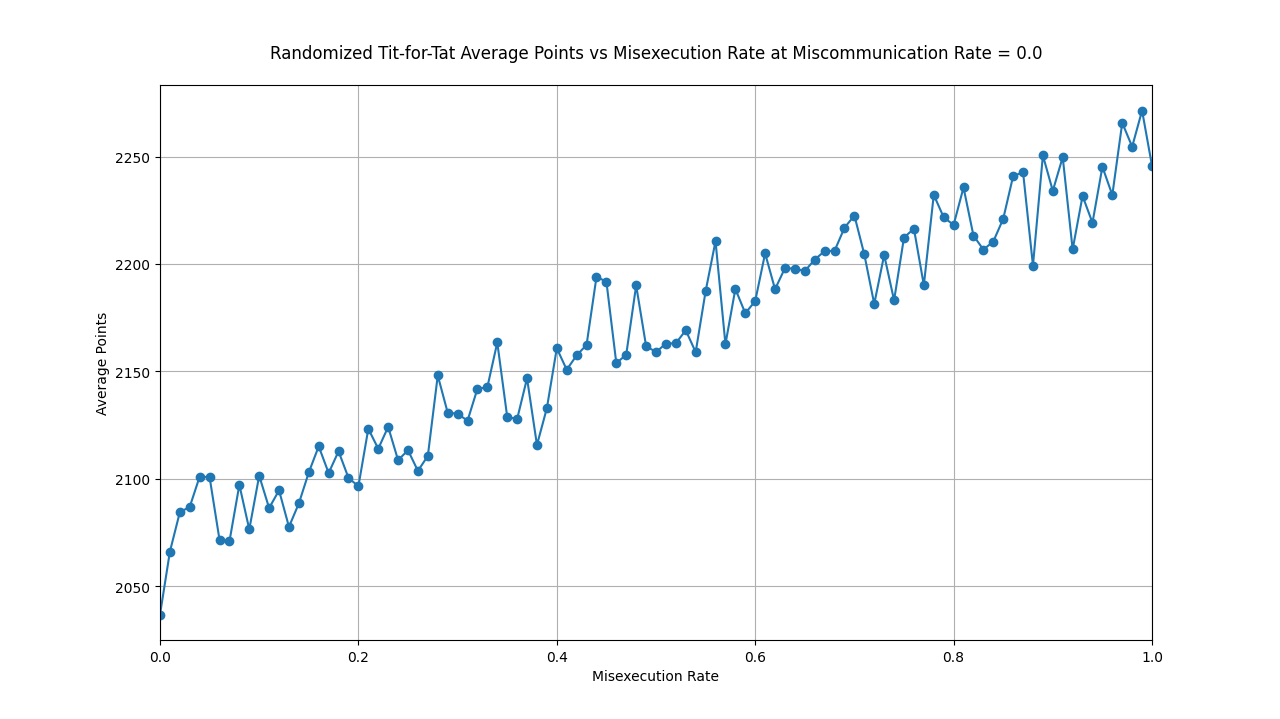 Randomized Tit-for-Tat Average Points vs Misexecution Rate at Miscommunication Rate = 0.0
2250
2200
2150
2100
2050
Average Points
0.0 0.2 0.4 0.6 0.8 1.0
Misexecution Rate